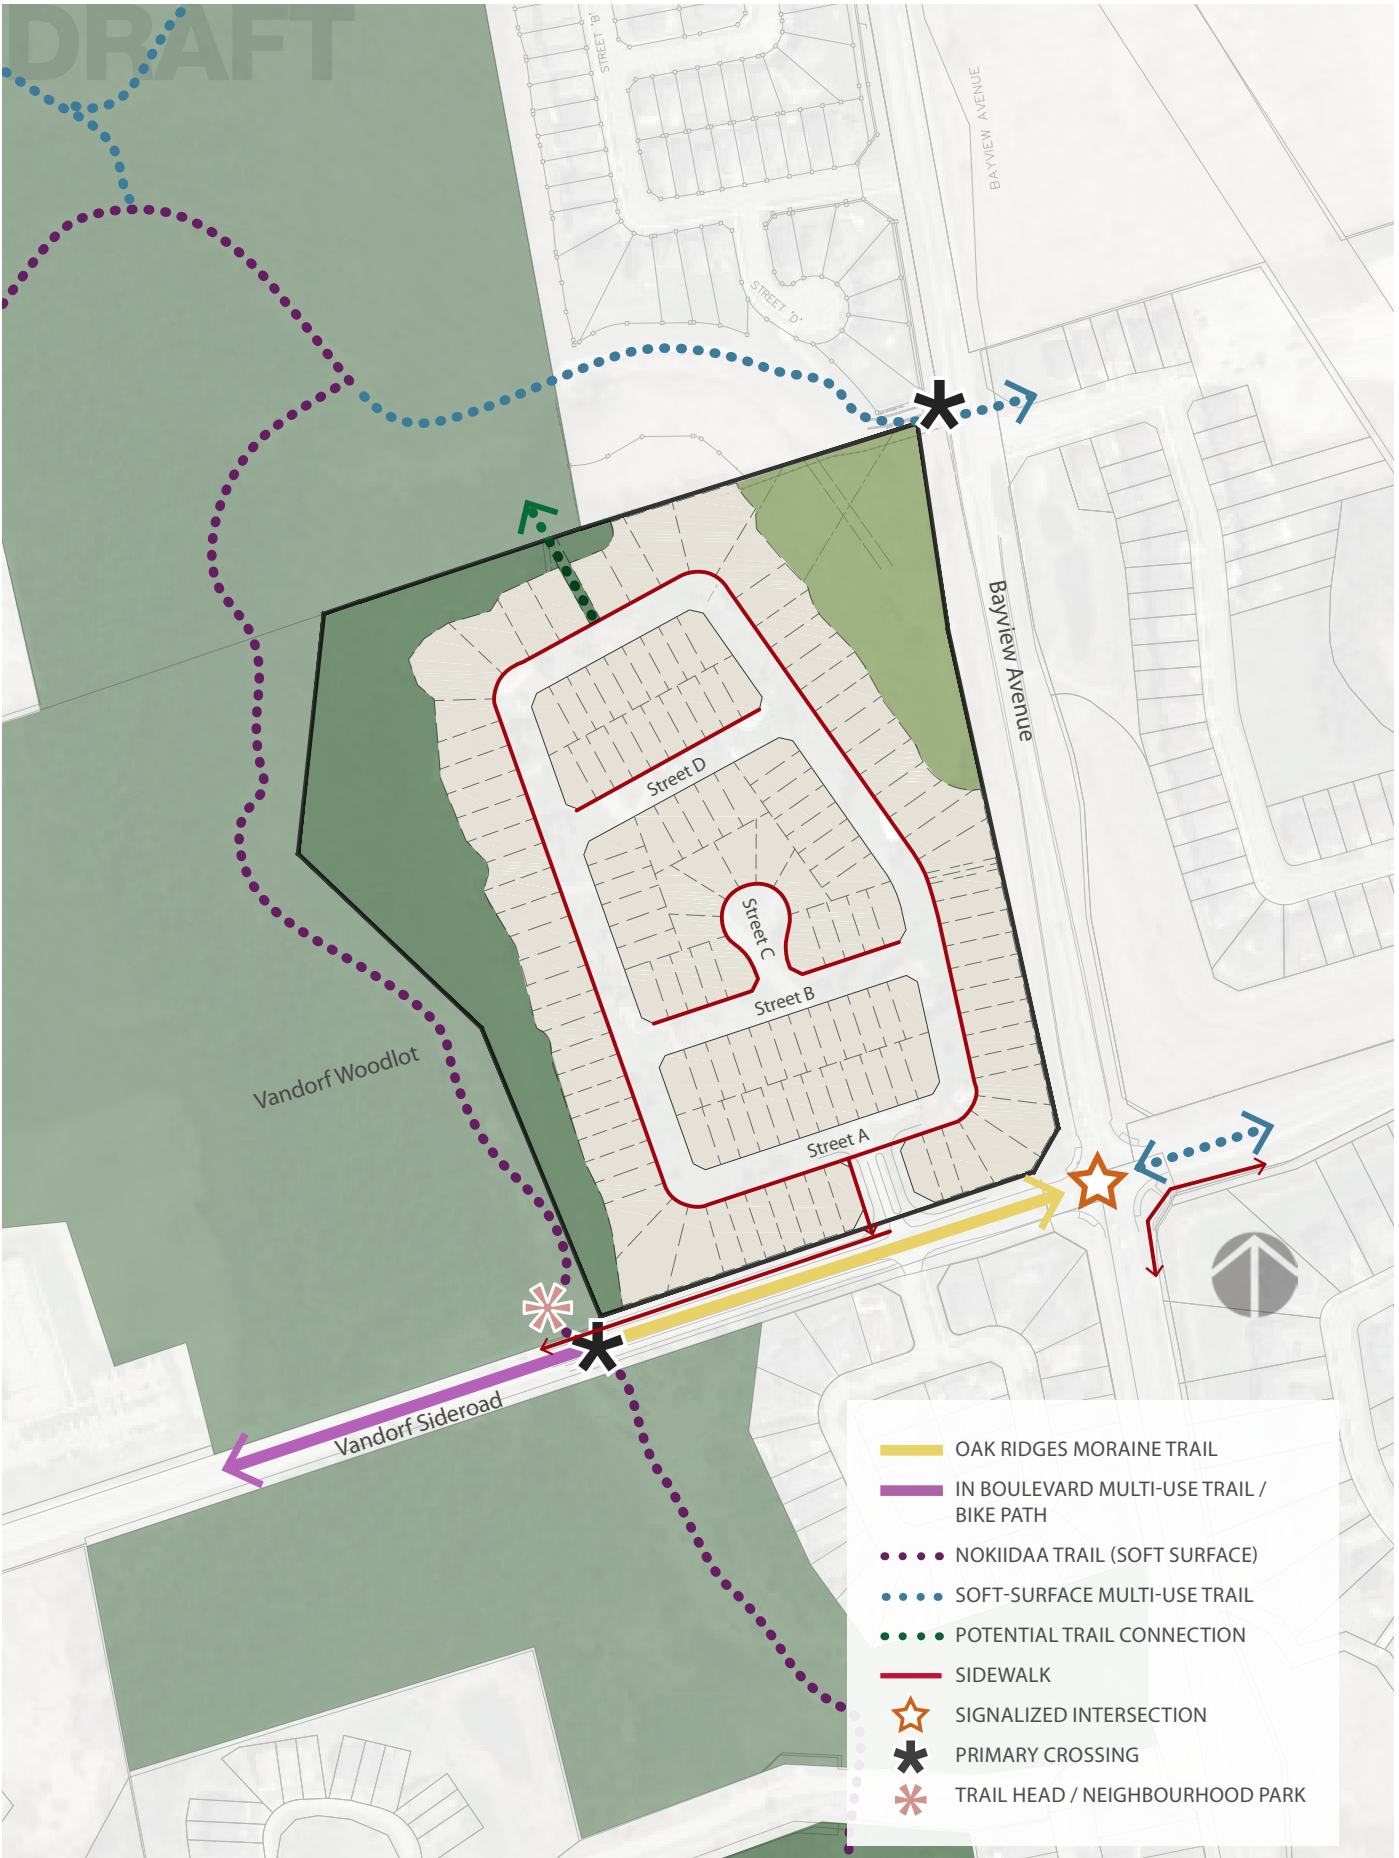 DRAFT
STREET 'B'
BAYVIEW AVENUE
STREET 'D'
Bayview Avenue
Street D
Street C
Street B
Street A
Vandorf Woodlot
Vandorf Sideroad
OAK RIDGES MORAINE TRAIL
IN BOULEVARD MULTI-USE TRAIL /
BIKE PATH
NOKIIDAA TRAIL (SOFT SURFACE)
SOFT-SURFACE MULTI-USE TRAIL
POTENTIAL TRAIL CONNECTION
SIDEWALK
SIGNALIZED INTERSECTION
PRIMARY CROSSING
TRAIL HEAD / NEIGHBOURHOOD PARK